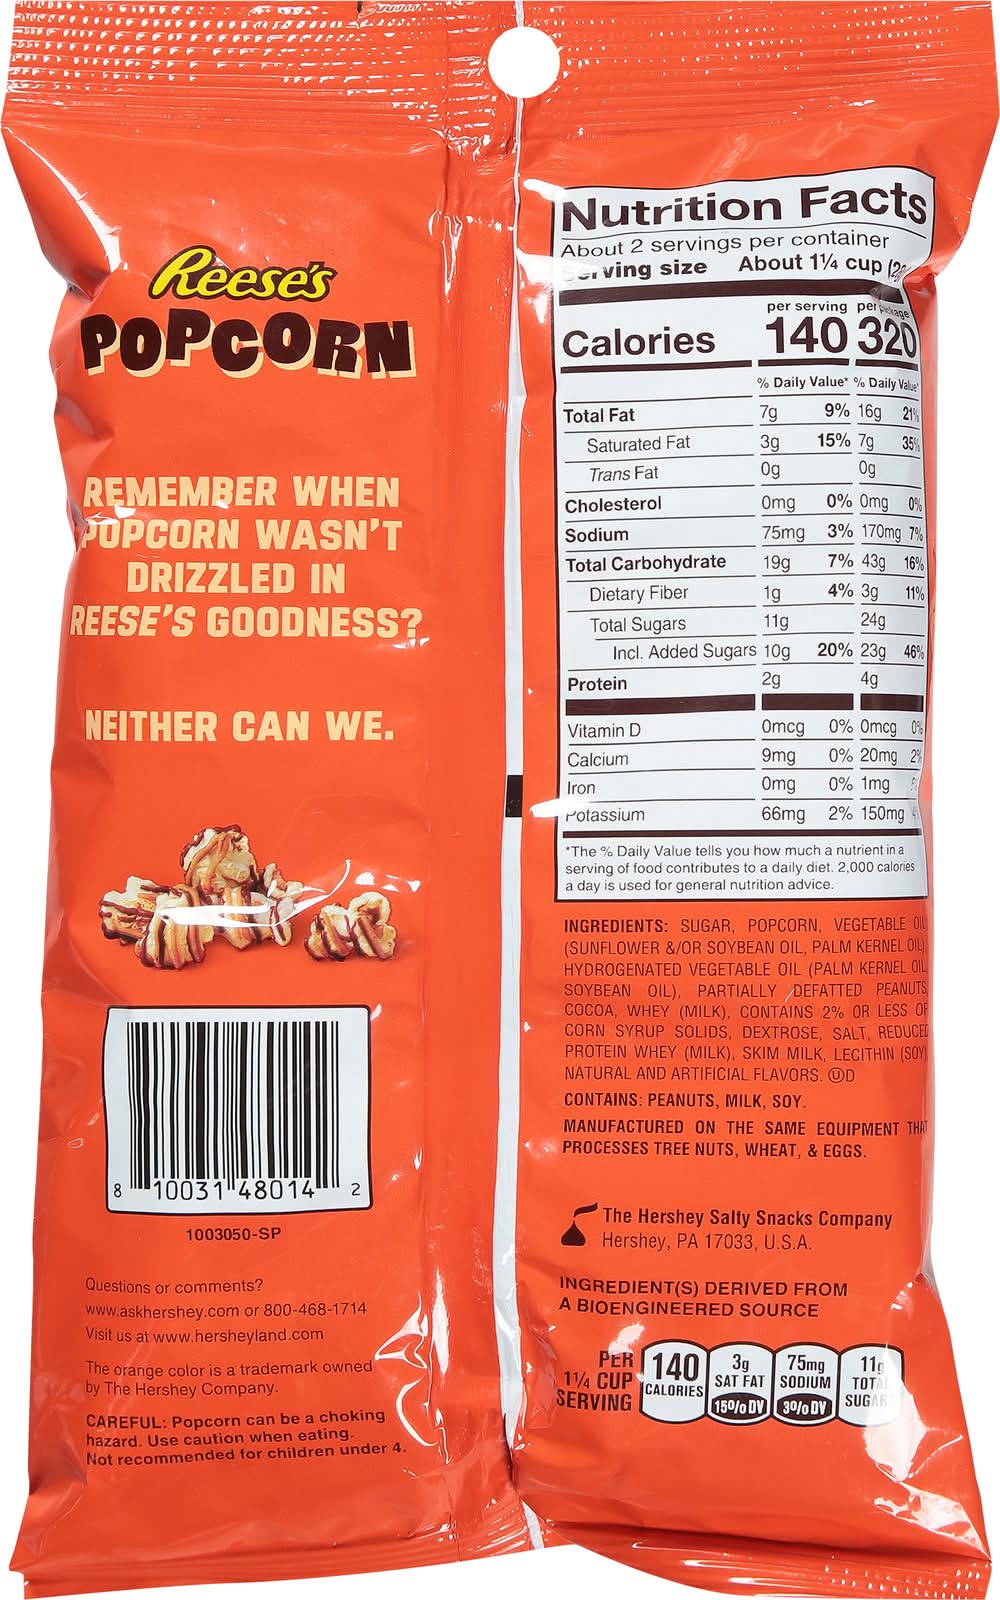 Reese's
POPCORN
REMEMBER WHEN
POPCORN WASN'T
DRIZZLED IN
REESE'S GOODNESS?
NEITHER CAN WE.
8 10031 48014 2
1003050-SP
Questions or comments?
www.askhershey.com or 800-468-1714
Visit us at www.hersheyland.com
The orange color is a trademark owned
by The Hershey Company.
CAREFUL: Popcorn can be a choking
hazard. Use caution when eating.
Not recommended for children under 4.
Nutrition Facts
About 2 servings per container
Serving size About 1¼ cup
per serving per package
Calories 140 320
% Daily Value* % Daily Value*
Total Fat 7g 9% 16g 21%
Saturated Fat 3g 15% 7g 35%
Trans Fat 0g 0g
Cholesterol 0mg 0% 0mg 0%
Sodium 75mg 3% 170mg 7%
Total Carbohydrate 19g 7% 43g 16%
Dietary Fiber 1g 4% 3g 11%
Total Sugars 11g 24g
Incl. Added Sugars 10g 20% 23g 46%
Protein 2g 4g
Vitamin D 0mcg 0% 0mcg 0%
Calcium 9mg 0% 20mg 2%
Iron 0mg 0% 1mg
Potassium 66mg 2% 150mg 4%
*The % Daily Value tells you how much a nutrient in a
serving of food contributes to a daily diet. 2,000 calories
a day is used for general nutrition advice.
INGREDIENTS: SUGAR, POPCORN, VEGETABLE OIL
(SUNFLOWER &/OR SOYBEAN OIL, PALM KERNEL OIL),
HYDROGENATED VEGETABLE OIL (PALM KERNEL OIL,
SOYBEAN OIL), PARTIALLY DEFATTED PEANUTS,
COCOA, WHEY (MILK), CONTAINS 2% OR LESS OF
CORN SYRUP SOLIDS, DEXTROSE, SALT, REDUCED
PROTEIN WHEY (MILK), SKIM MILK, LECITHIN (SOY),
NATURAL AND ARTIFICIAL FLAVORS. ⓊD
CONTAINS: PEANUTS, MILK, SOY.
MANUFACTURED ON THE SAME EQUIPMENT THAT
PROCESSES TREE NUTS, WHEAT, & EGGS.
The Hershey Salty Snacks Company
Hershey, PA 17033, U.S.A.
INGREDIENT(S) DERIVED FROM
A BIOENGINEERED SOURCE
PER
1¼ CUP
SERVING
140
CALORIES
3g
SAT FAT
15% DV
75mg
SODIUM
3% DV
11g
TOTAL
SUGARS